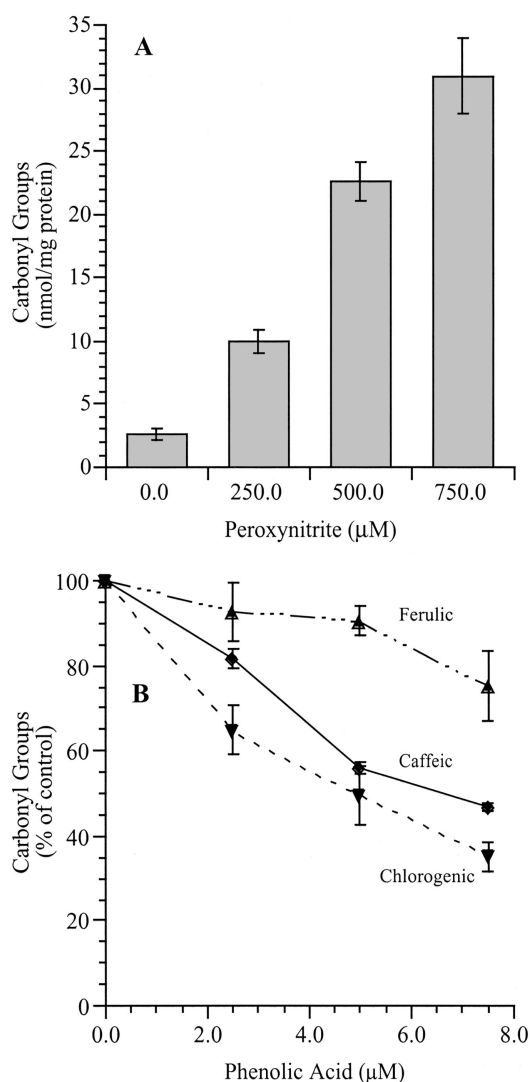 A
35
30
25
20
15
10
5
0
Carbonyl Groups
(nmol/mg protein)
0.0 250.0 500.0 750.0
Peroxynitrite (µM)
B
100
80
60
40
20
0
Carbonyl Groups
(% of control)
Ferulic
Caffeic
Chlorogenic
0.0 2.0 4.0 6.0 8.0
Phenolic Acid (µM)